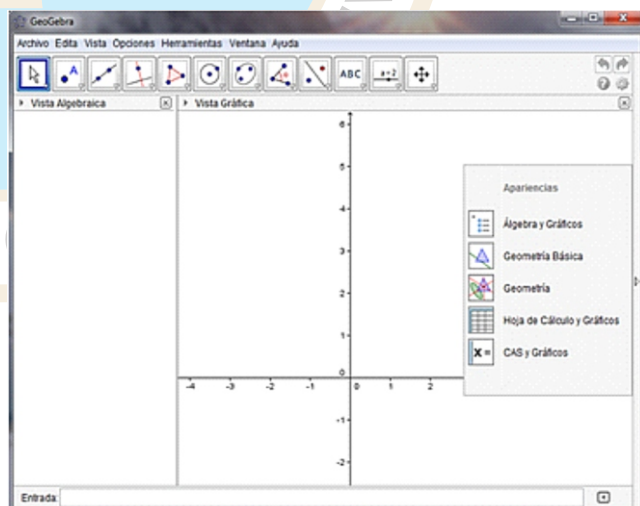 GeoGebra
Archivo Edita Vista Opciones Herramientas Ventana Ayuda
A ABC a=2
Vista Algebraica Vista Gráfica
Apariencias
Álgebra y Gráficos
Geometría Básica
Geometría
Hoja de Cálculo y Gráficos
X= CAS y Gráficos
6
5
4
3
2
1
0
-4 -3 -2 -1 0 1 2
-1
-2
Entrada: